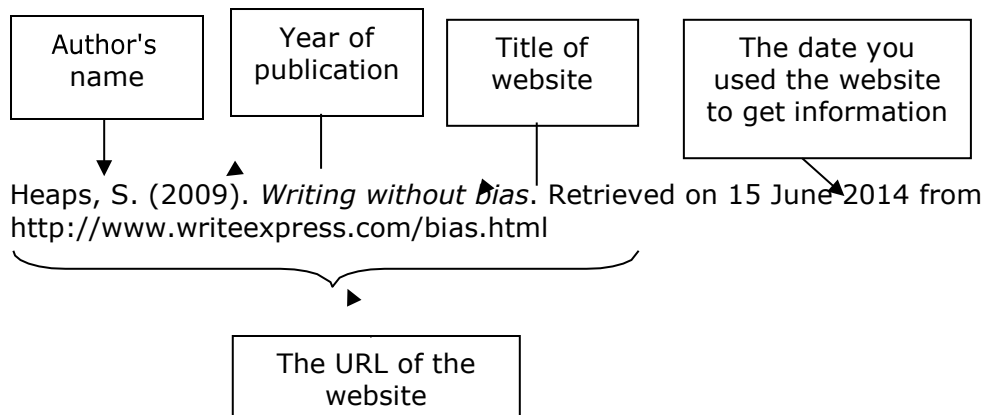 Author's
name
Year of
publication
Title of
website
The date you
used the website
to get information
Heaps, S. (2009). Writing without bias. Retrieved on 15 June 2014 from
http://www.writeexpress.com/bias.html
The URL of the
website